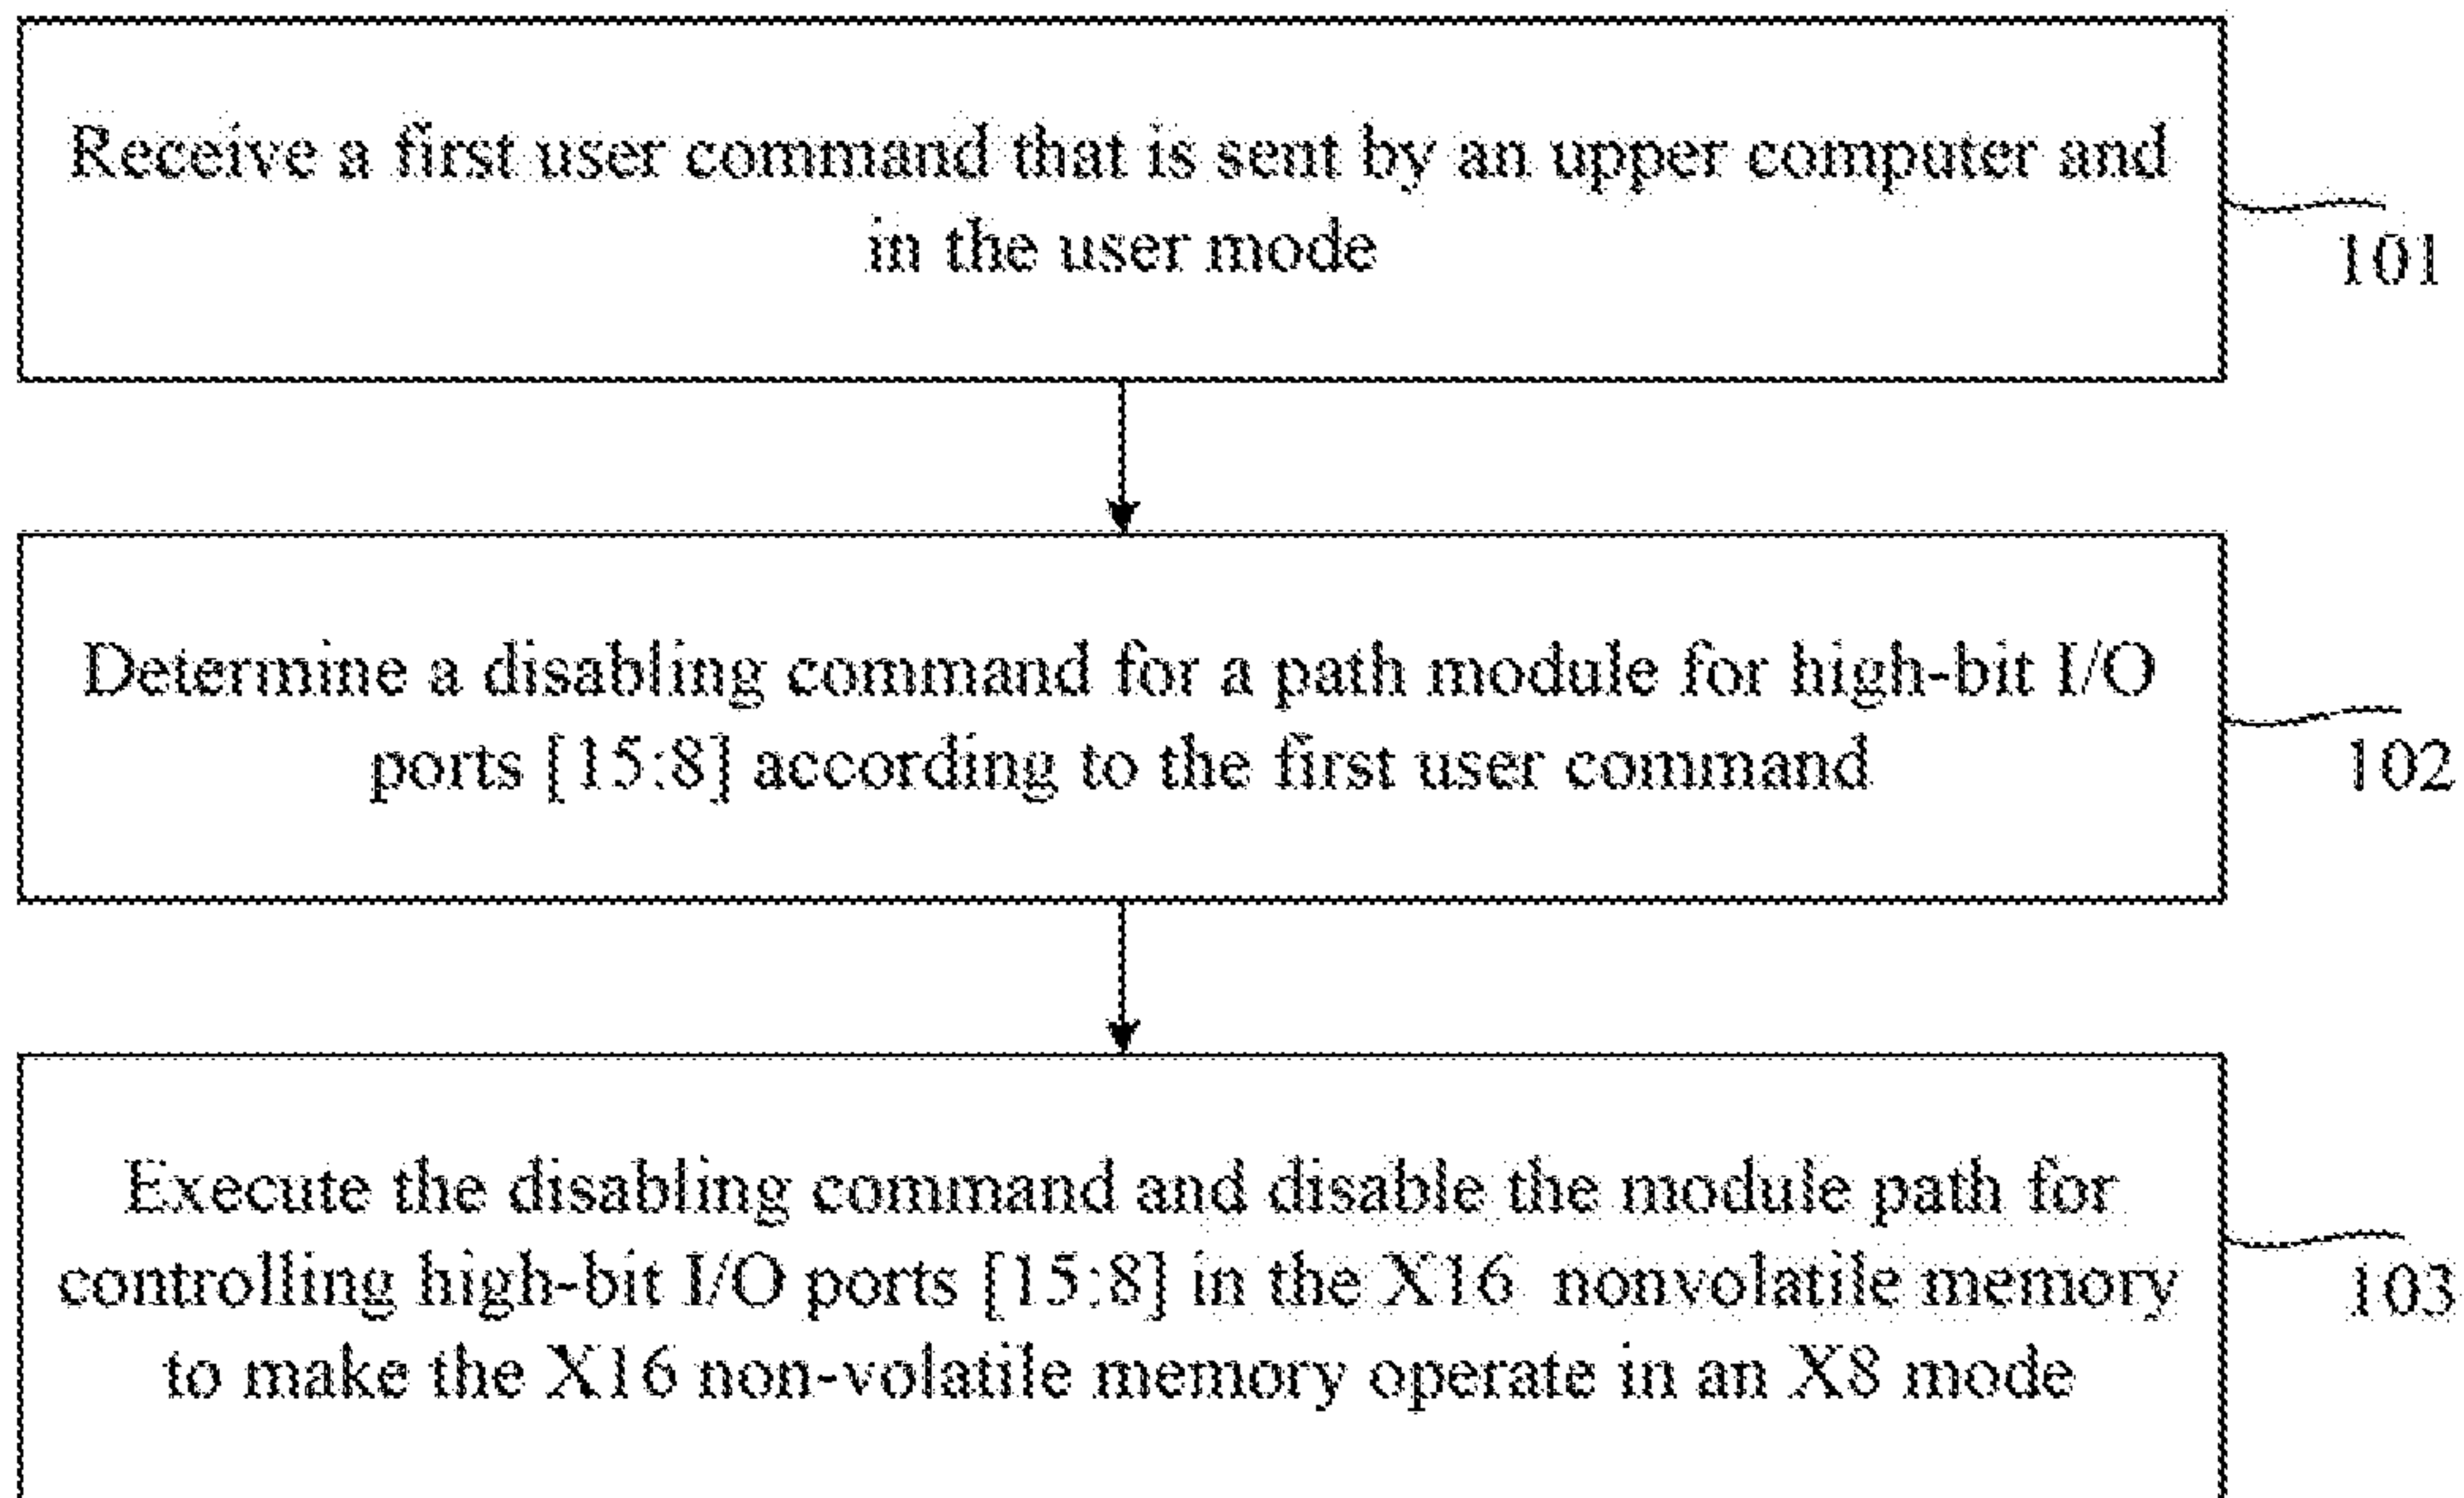 Receive a first user command that is sent by an upper computer and
in the user mode
101
Determine a disabling command for a path module for high-bit I/O
ports [15:8] according to the first user command
102
Execute the disabling command and disable the module path for
controlling high-bit I/O ports [15:8] in the X16 nonvolatile memory
to make the X16 non-volatile memory operate in an X8 mode
103